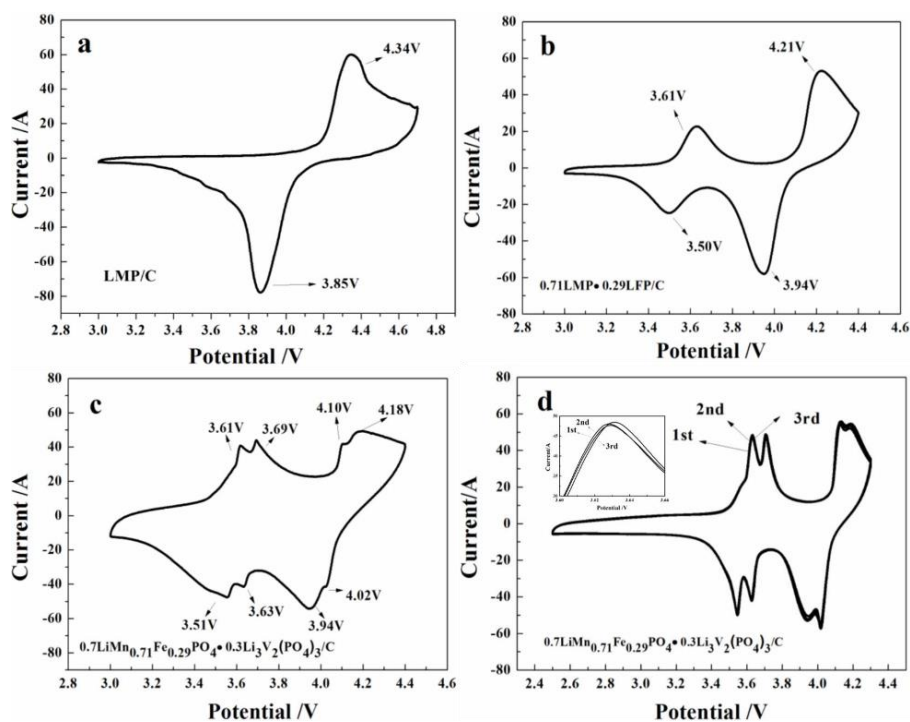 a
80
60
40
20
0
-20
-40
-60
-80
Current /A
4.34V
3.85V
LMP/C
2.8 3.0 3.2 3.4 3.6 3.8 4.0 4.2 4.4 4.6 4.8
Potential /V
b
80
60
40
20
0
-20
-40
-60
-80
Current /A
4.21V
3.61V
3.50V
3.94V
0.71LMP● 0.29LFP/C
2.8 3.0 3.2 3.4 3.6 3.8 4.0 4.2 4.4 4.6
Potential /V
c
80
60
40
20
0
-20
-40
-60
-80
Current /A
3.61V
3.69V
4.10V
4.18V
3.51V
3.63V
3.94V
4.02V
0.7LiMn0.71Fe0.29PO4● 0.3Li3V2(PO4)3/C
2.8 3.0 3.2 3.4 3.6 3.8 4.0 4.2 4.4 4.6
Potential /V
d
80
60
40
20
0
-20
-40
-60
-80
Current/A
2nd
3rd
1st
2nd
1st
3rd
Current/A
Potential /V
0.7LiMn0.71Fe0.29PO4● 0.3Li3V2(PO4)3/C
2.4 2.6 2.8 3.0 3.2 3.4 3.6 3.8 4.0 4.2 4.4 4.6
Potential /V